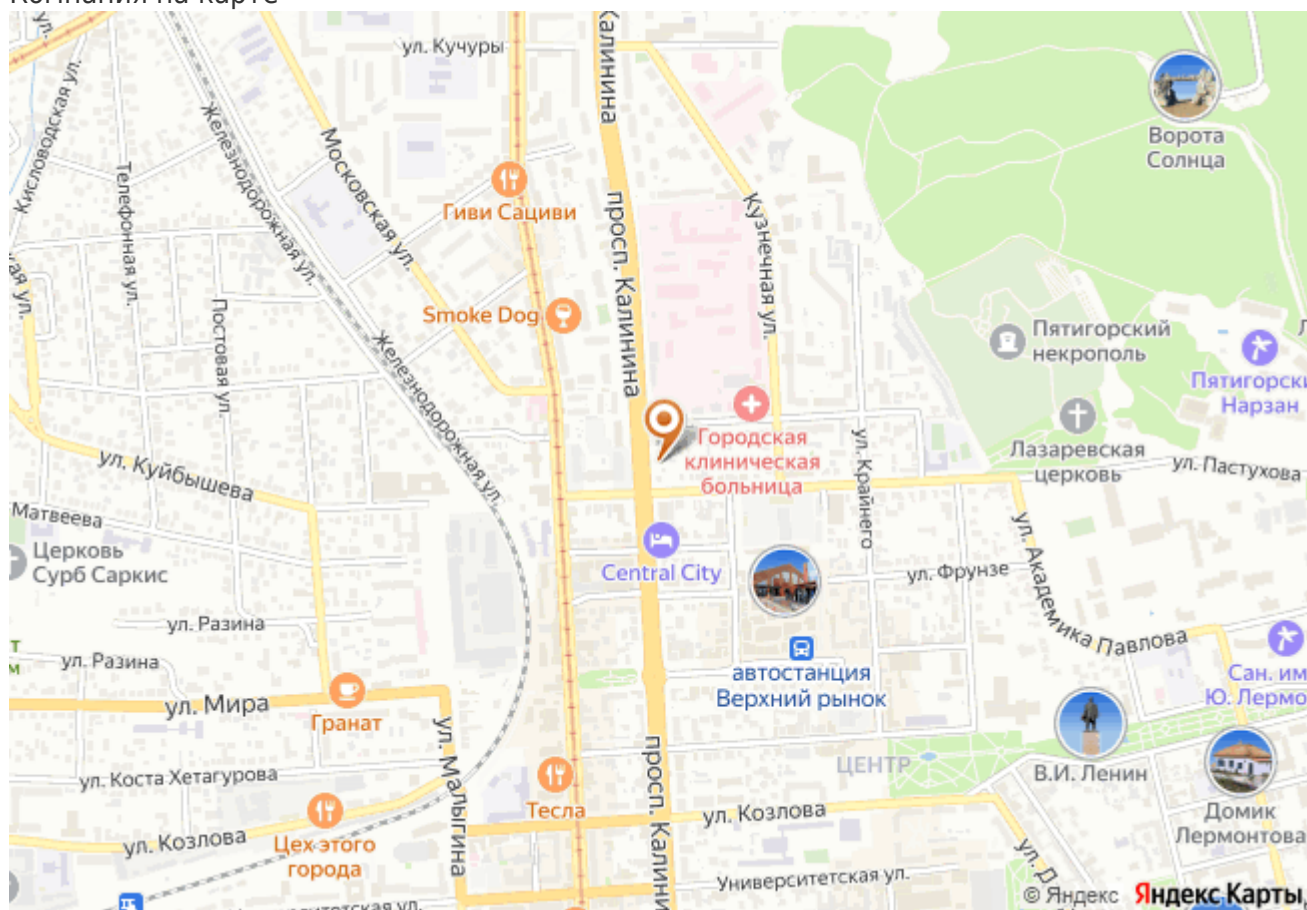 Компания на карте
ул. Кучуры
Калинина
Ворота
Солнца
Кисловодская ул.
Телефонная ул.
Железнодорожная ул.
Московская ул.
Гиви Сациви
просп. Калинина
Кузнечная ул.
Постовая ул.
Smoke Dog
Железнодорожная ул.
Пятигорский
некрополь
Нарзан
Городская
клиническая
больница
ул. Крайнего
Лазаревская
церковь
ул. Пастухова
ул. Куйбышева
Матвеева
Церковь
Сурб Саркис
Central City
ул. Фрунзе
ул. Академика Павлова
ул. Разина
ул. Разина
автостанция
Верхний рынок
Сан. им
Ю. Лермо
ул. Мира
Гранат
ул. Малыгина
просп. Калини
ЦЕНТР
В.И. Ленин
ул. Коста Хетагурова
Тесла
ул. Козлова
Домик
Лермонтова
ул. Козлова
Цех этого
города
Университетская ул.
© Яндекс Яндекс Карты